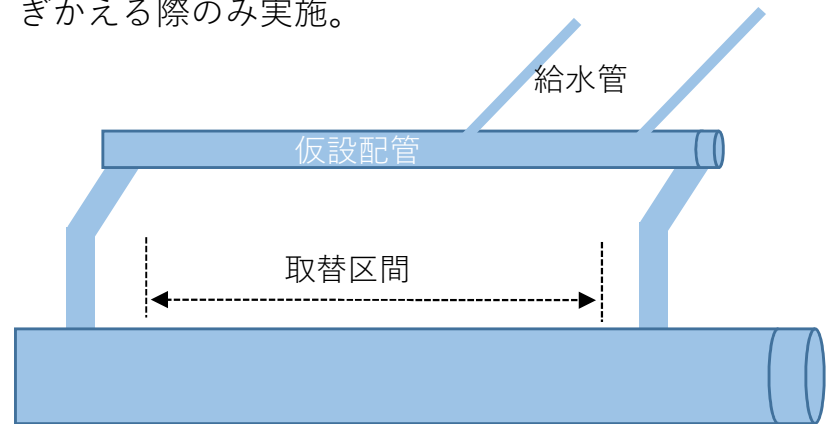 ぎかえる際のみ実施。
給水管
仮設配管
取替区間